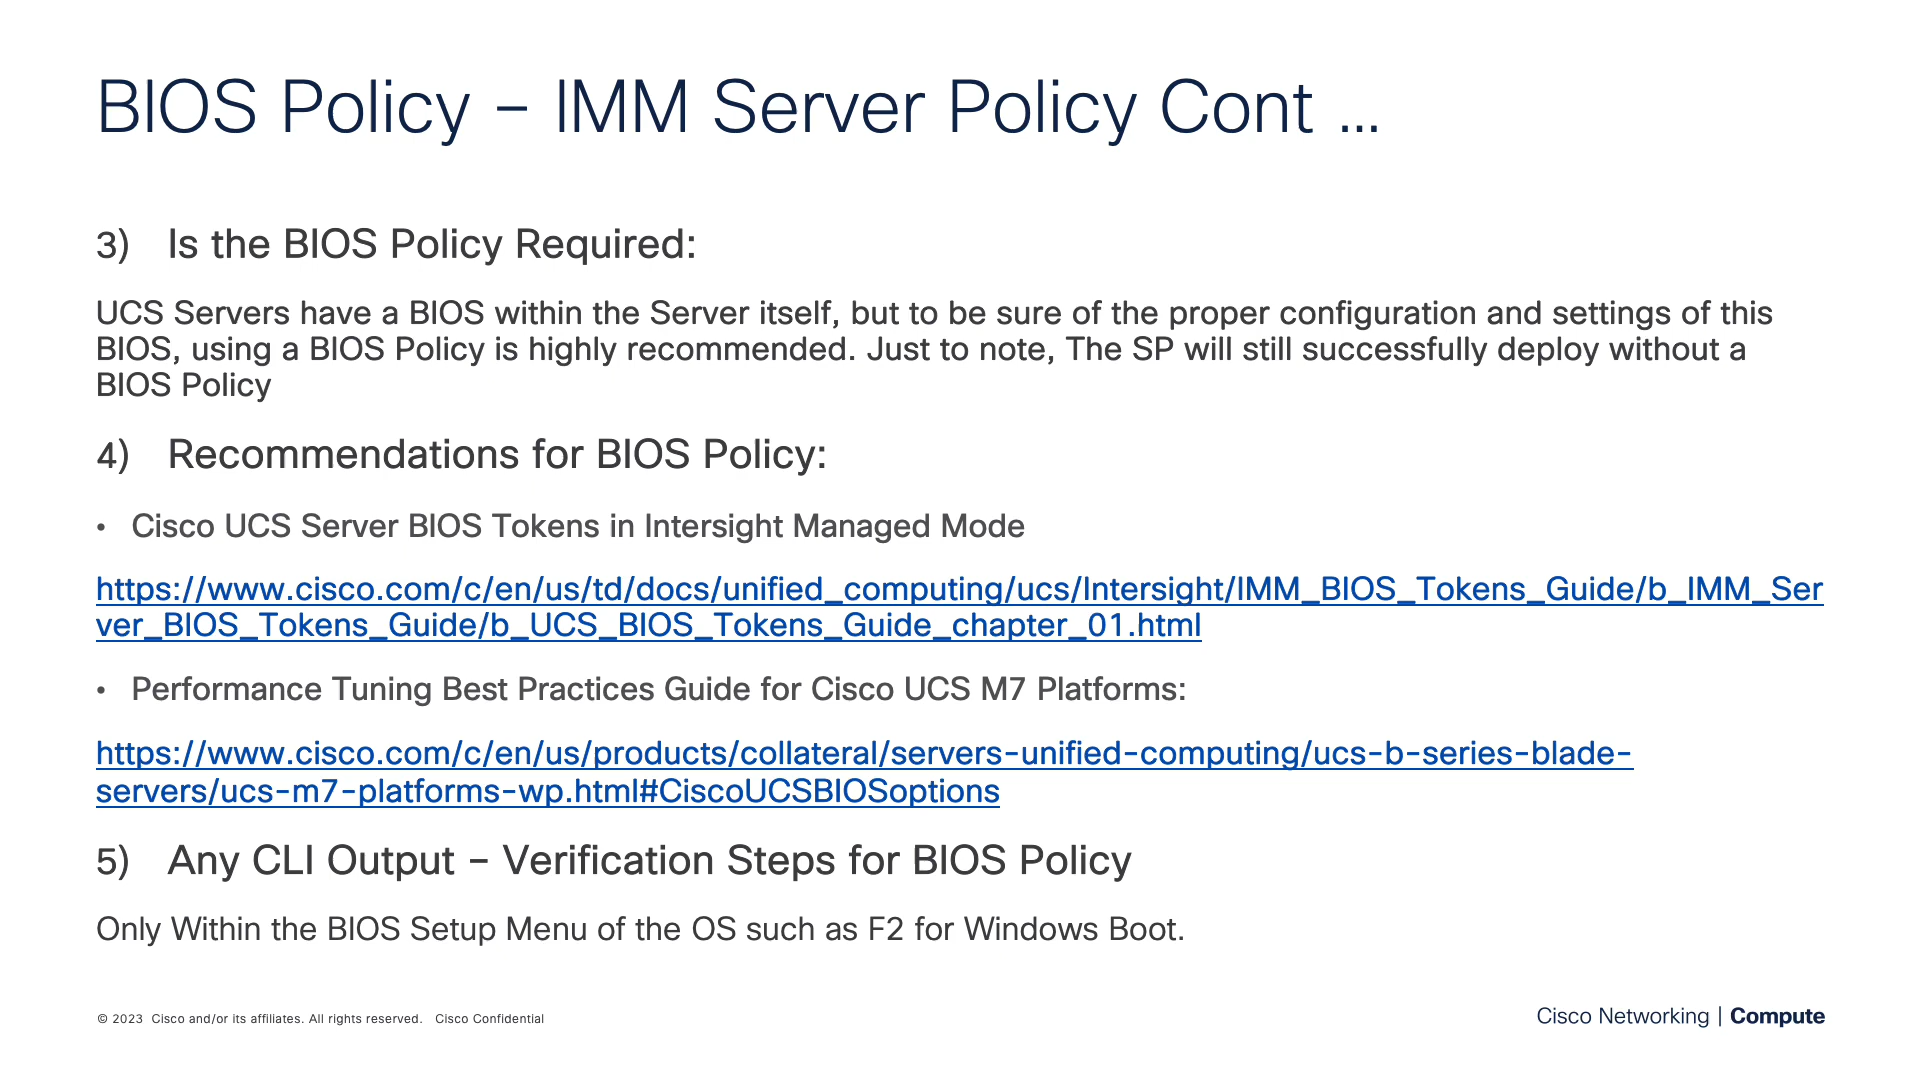 BIOS Policy – IMM Server Policy Cont …
3) Is the BIOS Policy Required:
UCS Servers have a BIOS within the Server itself, but to be sure of the proper configuration and settings of this
BIOS, using a BIOS Policy is highly recommended. Just to note, The SP will still successfully deploy without a
BIOS Policy
4) Recommendations for BIOS Policy:
• Cisco UCS Server BIOS Tokens in Intersight Managed Mode
https://www.cisco.com/c/en/us/td/docs/unified_computing/ucs/Intersight/IMM_BIOS_Tokens_Guide/b_IMM_Ser
ver_BIOS_Tokens_Guide/b_UCS_BIOS_Tokens_Guide_chapter_01.html
• Performance Tuning Best Practices Guide for Cisco UCS M7 Platforms:
https://www.cisco.com/c/en/us/products/collateral/servers-unified-computing/ucs-b-series-blade-
servers/ucs-m7-platforms-wp.html#CiscoUCSBIOSoptions
5) Any CLI Output – Verification Steps for BIOS Policy
Only Within the BIOS Setup Menu of the OS such as F2 for Windows Boot.
© 2023 Cisco and/or its affiliates. All rights reserved. Cisco Confidential
Cisco Networking | Compute